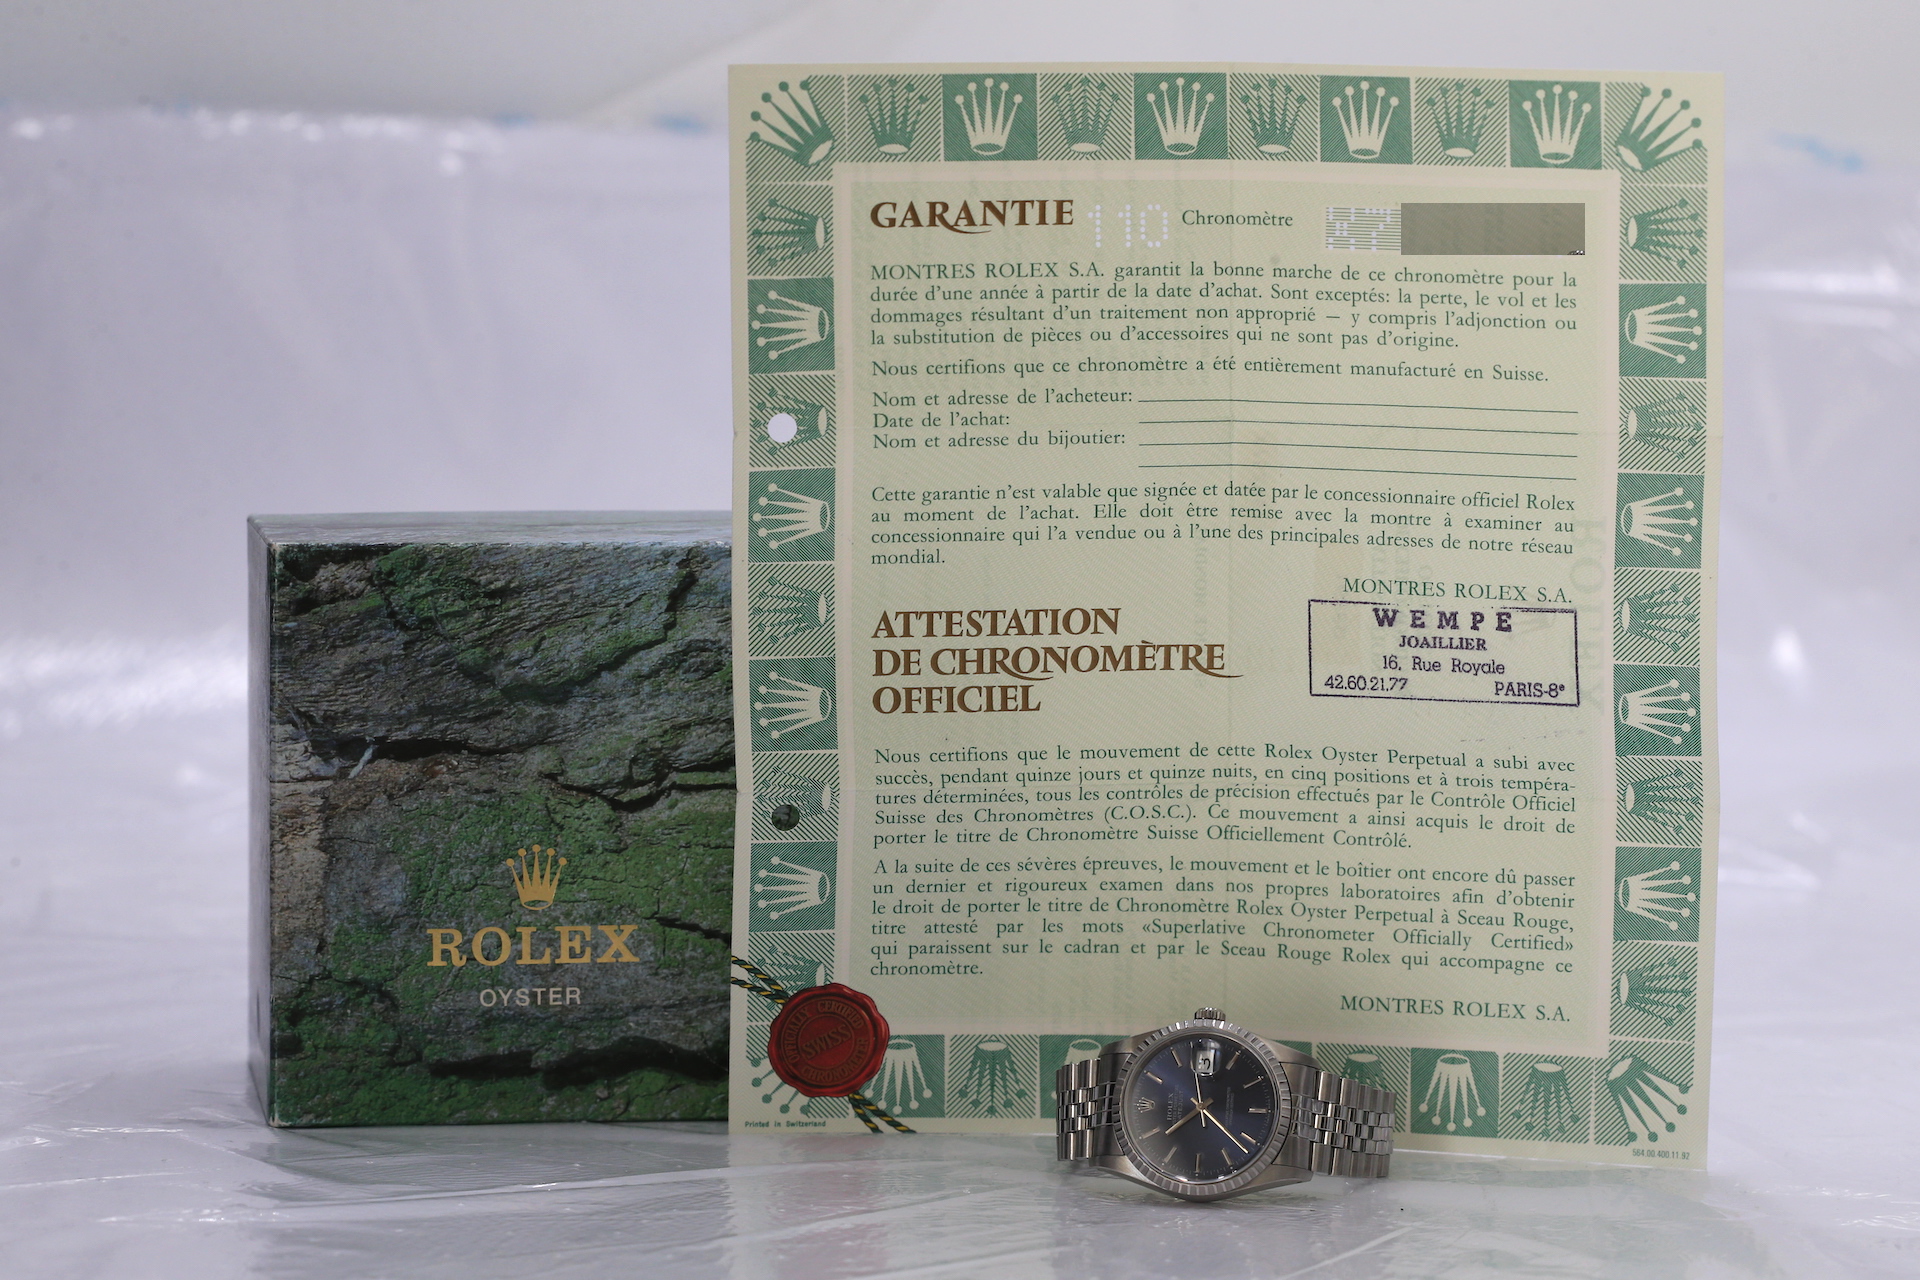 GARANTIE 110 Chronomètre
MONTRES ROLEX S.A. garantit la bonne marche de ce chronomètre pour la
durée d'une année à partir de la date d'achat. Sont exceptés: la perte, le vol et les
dommages résultant d'un traitement non approprié — y compris l'adjonction ou
la substitution de pièces ou d'accessoires qui ne sont pas d'origine.
Nous certifions que ce chronomètre a été entièrement manufacturé en Suisse.
Nom et adresse de l'acheteur:
Date de l'achat:
Nom et adresse du bijoutier:
Cette garantie n'est valable que signée et datée par le concessionnaire officiel Rolex
au moment de l'achat. Elle doit être remise avec la montre à examiner au
concessionnaire qui l'a vendue ou à l'une des principales adresses de notre réseau
mondial.
MONTRES ROLEX S.A.
WEMPE
JOAILLIER
16, Rue Royale
42.60.21.77 PARIS-8e
ATTESTATION
DE CHRONOMÈTRE
OFFICIEL
Nous certifions que le mouvement de cette Rolex Oyster Perpetual a subi avec
succès, pendant quinze jours et quinze nuits, en cinq positions et à trois tempéra-
tures déterminées, tous les contrôles de précision effectués par le Contrôle Officiel
Suisse des Chronomètres (C.O.S.C.). Ce mouvement a ainsi acquis le droit de
porter le titre de Chronomètre Suisse Officiellement Contrôlé.
A la suite de ces sévères épreuves, le mouvement et le boîtier ont encore dû passer
un dernier et rigoureux examen dans nos propres laboratoires afin d'obtenir
le droit de porter le titre de Chronomètre Rolex Oyster Perpetual à Sceau Rouge,
titre attesté par les mots «Superlative Chronometer Officially Certified»
qui paraissent sur le cadran et par le Sceau Rouge Rolex qui accompagne ce
chronomètre.
MONTRES ROLEX S.A.
Printed in Switzerland
564.00.400.11.92
ROLEX
OYSTER
OFFICIALLY CERTIFIED
SWISS
CHRONOMETER
ROLEX
3